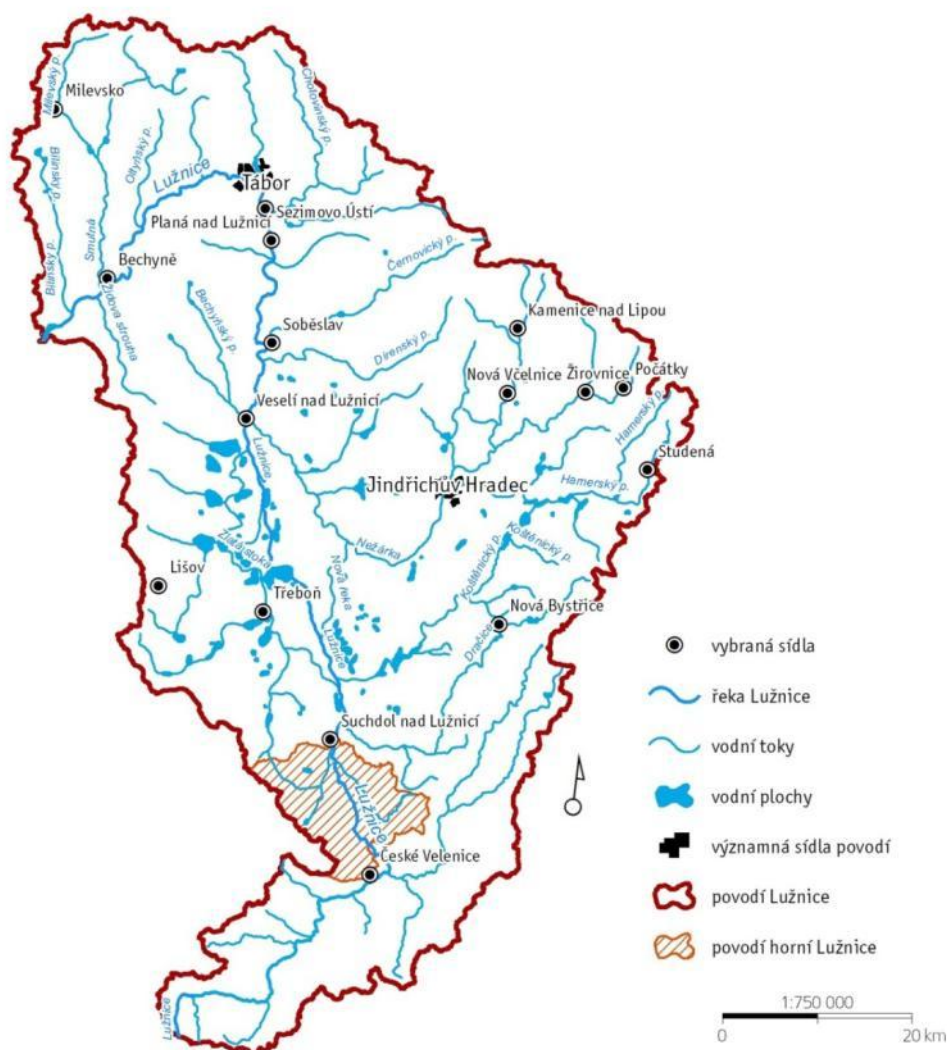 Milevský p.
Milevsko
Chotovinský p.
Bilinský p.
Oltyňský p.
Lužnice
Tábor
Sezimovo Ústí
Planá nad Lužnicí
Smutná
Černovický p.
Bechyně
Bilinský p.
Židova strouha
Bechyňský p.
Soběslav
Kamenice nad Lipou
Dírenský p.
Nová Včelnice
Žirovnice
Počátky
Veselí nad Lužnicí
Hamerský p.
Lužnice
Studená
Jindřichův Hradec
Hamerský p.
Zlatá stoka
Nežárka
Koštěnický p.
Koštěnický p.
Lišov
Nová řeka
Třeboň
Nová Bystřice
Lužnice
Dračice
Suchdol nad Lužnicí
Lužnice
České Velenice
Lužnice
vybraná sídla
řeka Lužnice
vodní toky
vodní plochy
významná sídla povodí
povodí Lužnice
povodí horní Lužnice
1:750 000
0 20 km